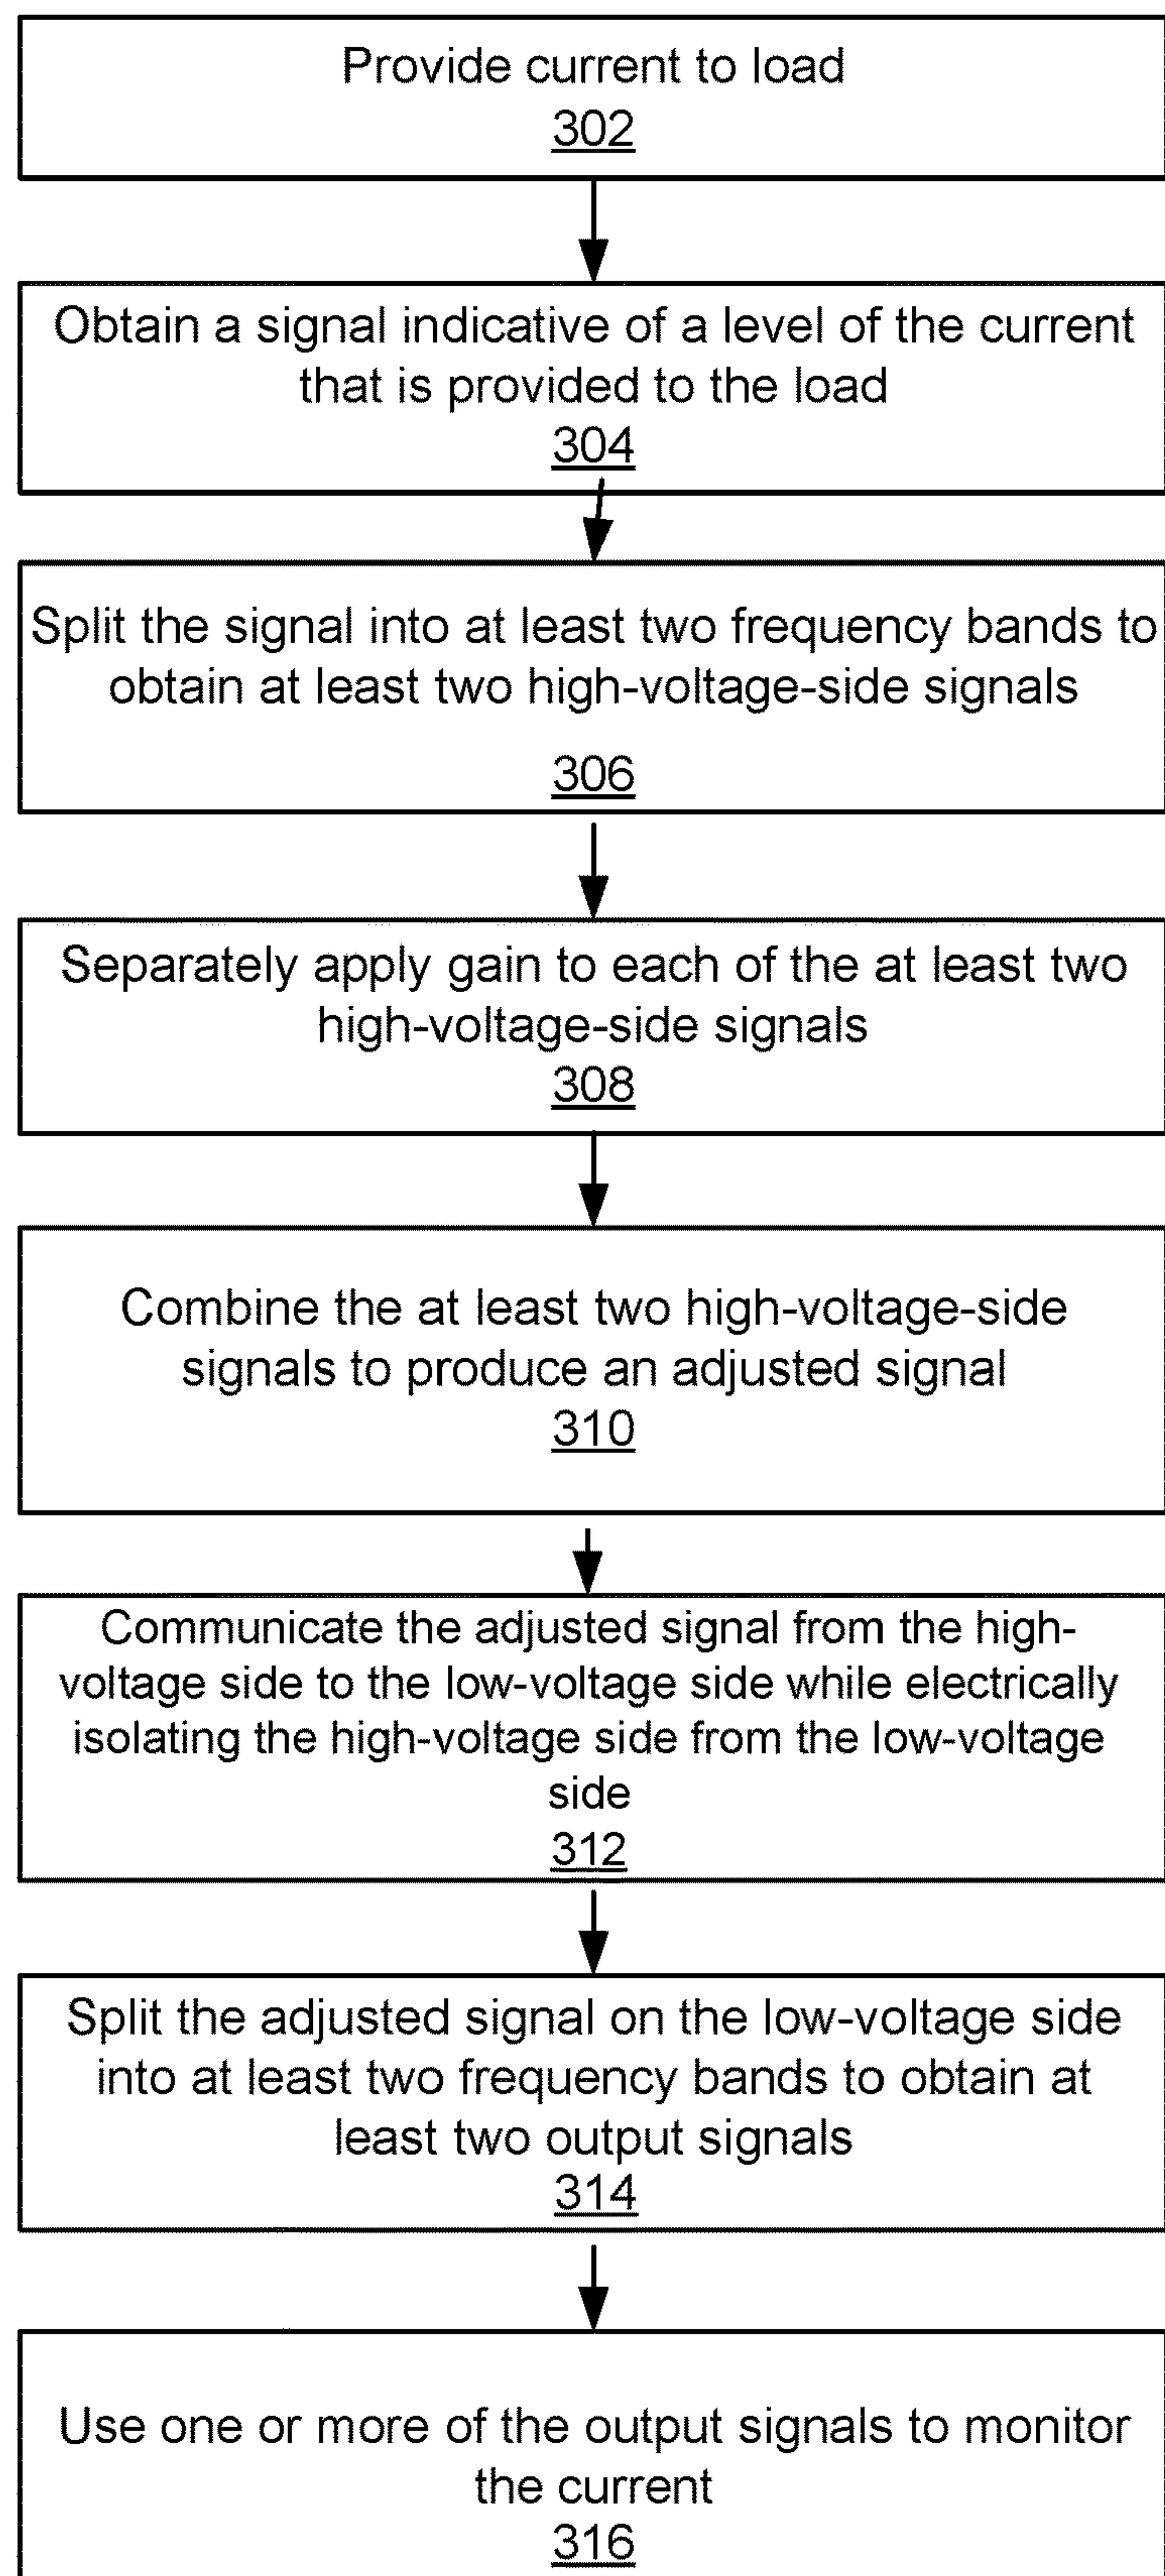 Provide current to load
302
Obtain a signal indicative of a level of the current
that is provided to the load
304
Split the signal into at least two frequency bands to
obtain at least two high-voltage-side signals
306
Separately apply gain to each of the at least two
high-voltage-side signals
308
Combine the at least two high-voltage-side
signals to produce an adjusted signal
310
Communicate the adjusted signal from the high-
voltage side to the low-voltage side while electrically
isolating the high-voltage side from the low-voltage
side
312
Split the adjusted signal on the low-voltage side
into at least two frequency bands to obtain at
least two output signals
314
Use one or more of the output signals to monitor
the current
316